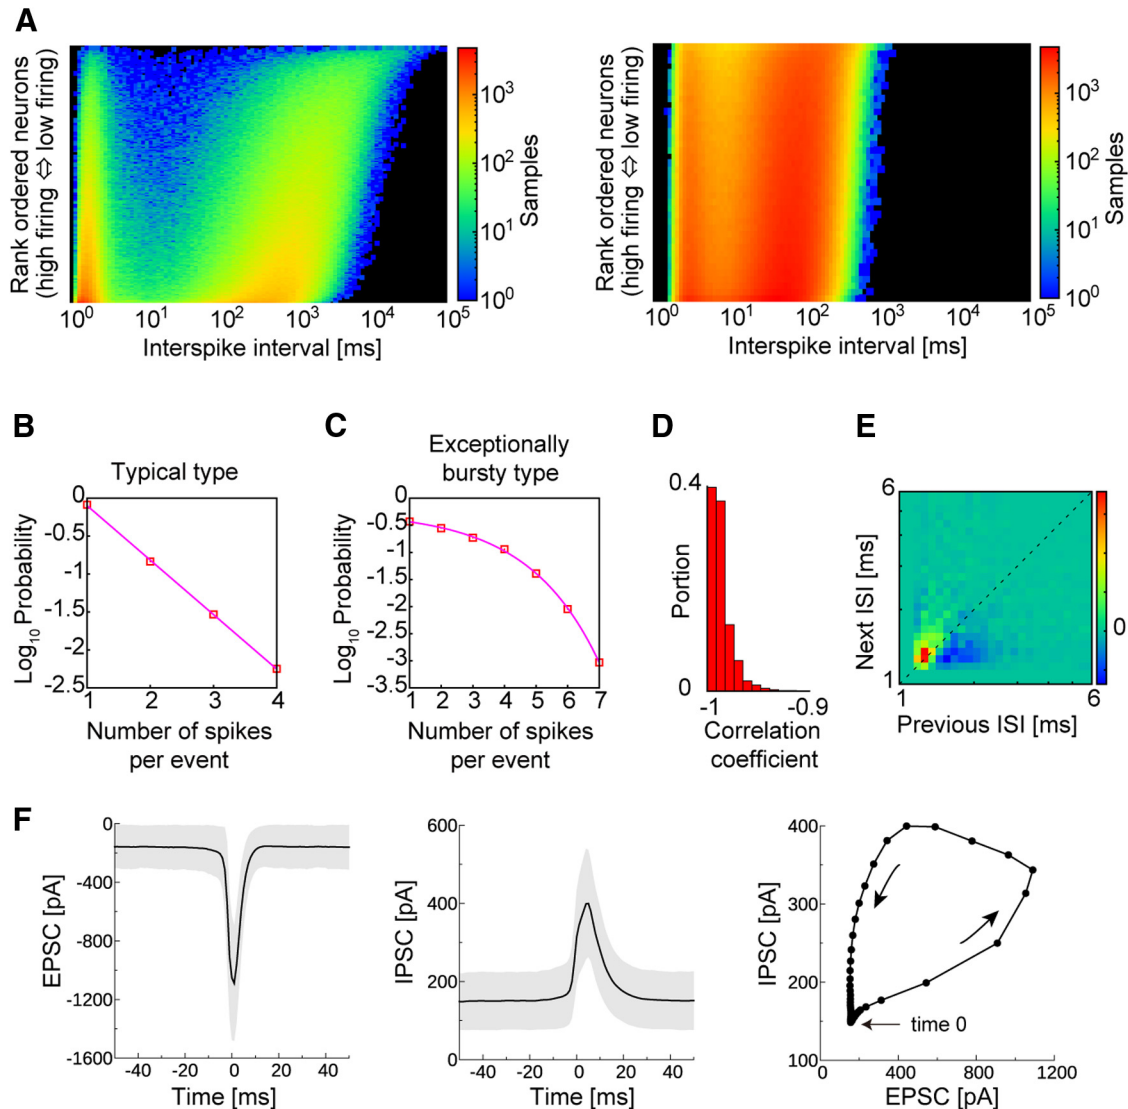 A
Rank ordered neurons
(high firing ⇔ low firing)
10^0 10^1 10^2 10^3 10^4 10^5
Interspike interval [ms]
10^3
10^2
10^1
10^0
Samples
Rank ordered neurons
(high firing ⇔ low firing)
10^0 10^1 10^2 10^3 10^4 10^5
Interspike interval [ms]
10^3
10^2
10^1
10^0
Samples
B
Typical type
Log10 Probability
0
-0.5
-1
-1.5
-2
-2.5
1 2 3 4
Number of spikes
per event
C
Exceptionally
bursty type
Log10 Probability
0
-0.5
-1
-1.5
-2
-2.5
-3
-3.5
1 2 3 4 5 6 7
Number of spikes
per event
D
0.4
Portion
0
-1 -0.9
Correlation
coefficient
E
6
Next ISI [ms]
1
1 6
Previous ISI [ms]
0
F
EPSC [pA]
0
-400
-800
-1200
-1600
-40 -20 0 20 40
Time [ms]
IPSC [pA]
600
400
200
0
-40 -20 0 20 40
Time [ms]
IPSC [pA]
400
300
200
100
time 0
0 400 800 1200
EPSC [pA]